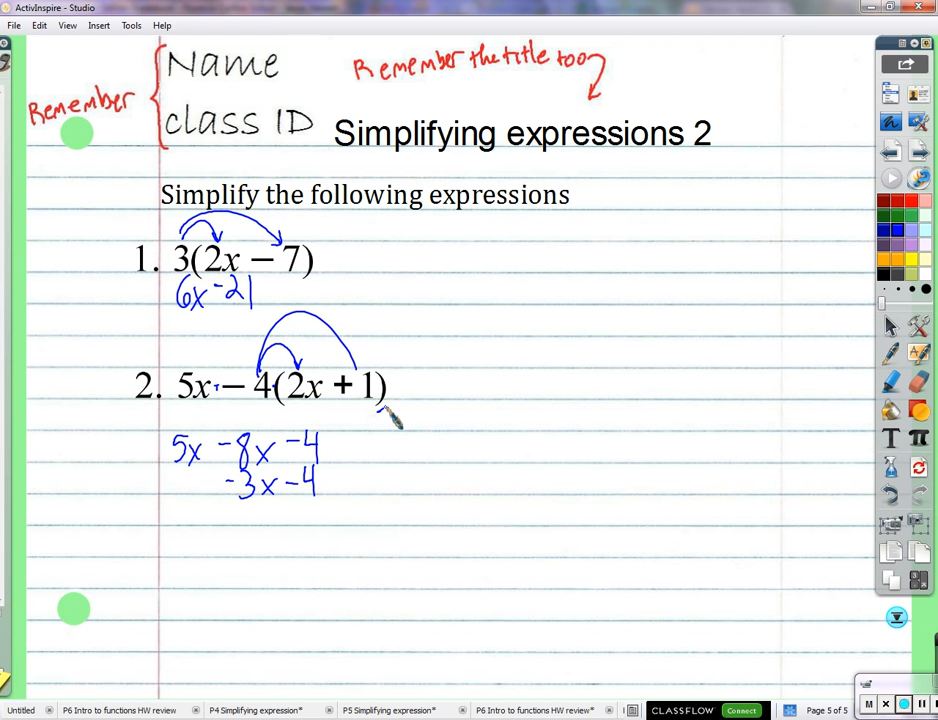 ActivInspire - Studio
File Edit View Insert Tools Help
Name
Remember the title too
Remember
class ID
Simplifying expressions 2
Simplify the following expressions
1. 3(2x − 7)
6x -21
2. 5x − 4(2x + 1)
5x -8x -4
-3x -4
Untitled P6 Intro to functions HW review P4 Simplifying expression* P5 Simplifying expression* P6 Intro to functions HW review* CLASSFLOW Connect Page 5 of 5
M